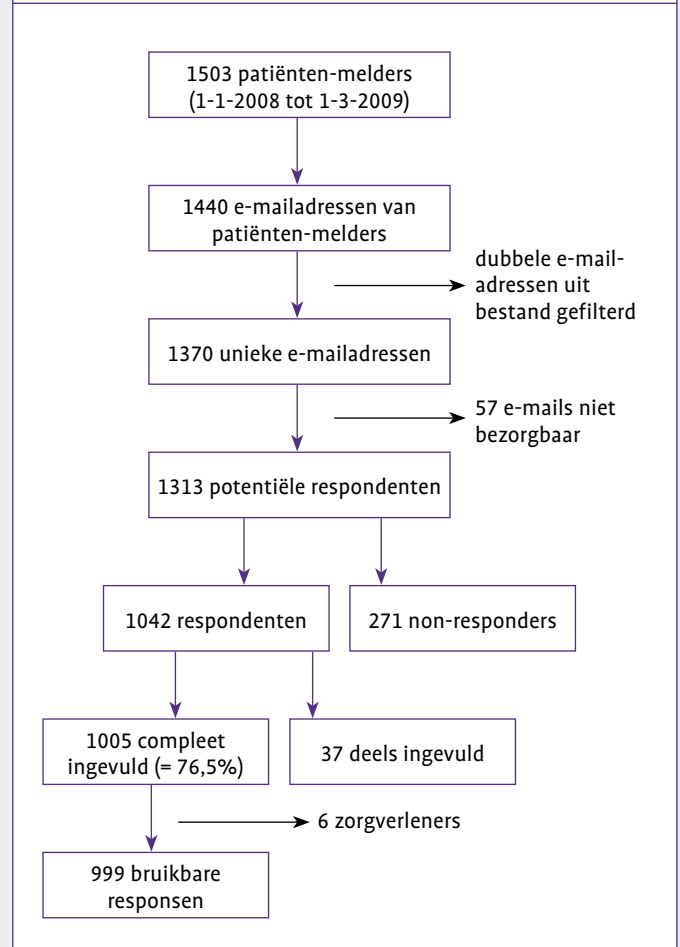 1503 patiënten-melders
(1-1-2008 tot 1-3-2009)
1440 e-mailadressen van
patiënten-melders
dubbele e-mail-
adressen uit
bestand gefilterd
1370 unieke e-mailadressen
57 e-mails niet
bezorgbaar
1313 potentiële respondenten
1042 respondenten
271 non-responders
1005 compleet
ingevuld (= 76,5%)
37 deels ingevuld
6 zorgverleners
999 bruikbare
responsen